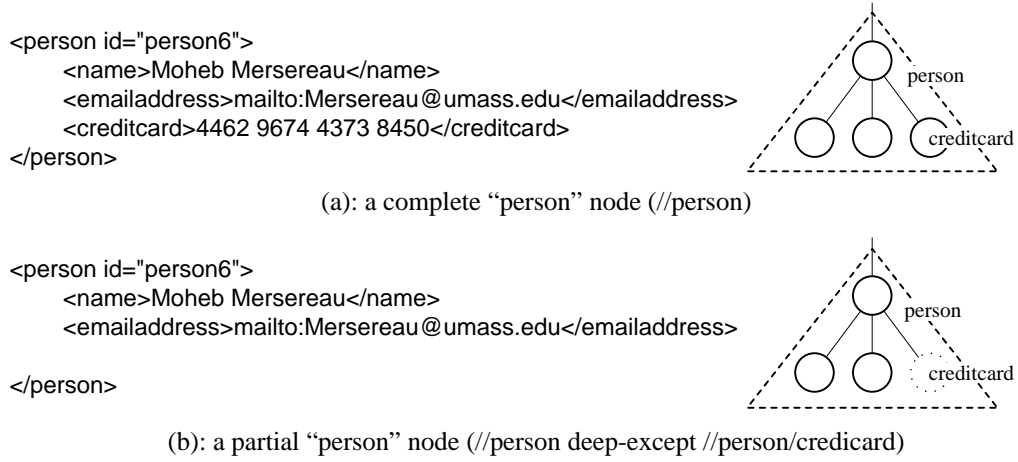 <person id="person6">
<name>Moheb Mersereau</name>
<emailaddress>mailto:Mersereau@umass.edu</emailaddress>
<creditcard>4462 9674 4373 8450</creditcard>
</person>
person
creditcard
(a): a complete “person” node (//person)
<person id="person6">
<name>Moheb Mersereau</name>
<emailaddress>mailto:Mersereau@umass.edu</emailaddress>
</person>
person
creditcard
(b): a partial “person” node (//person deep-except //person/credicard)